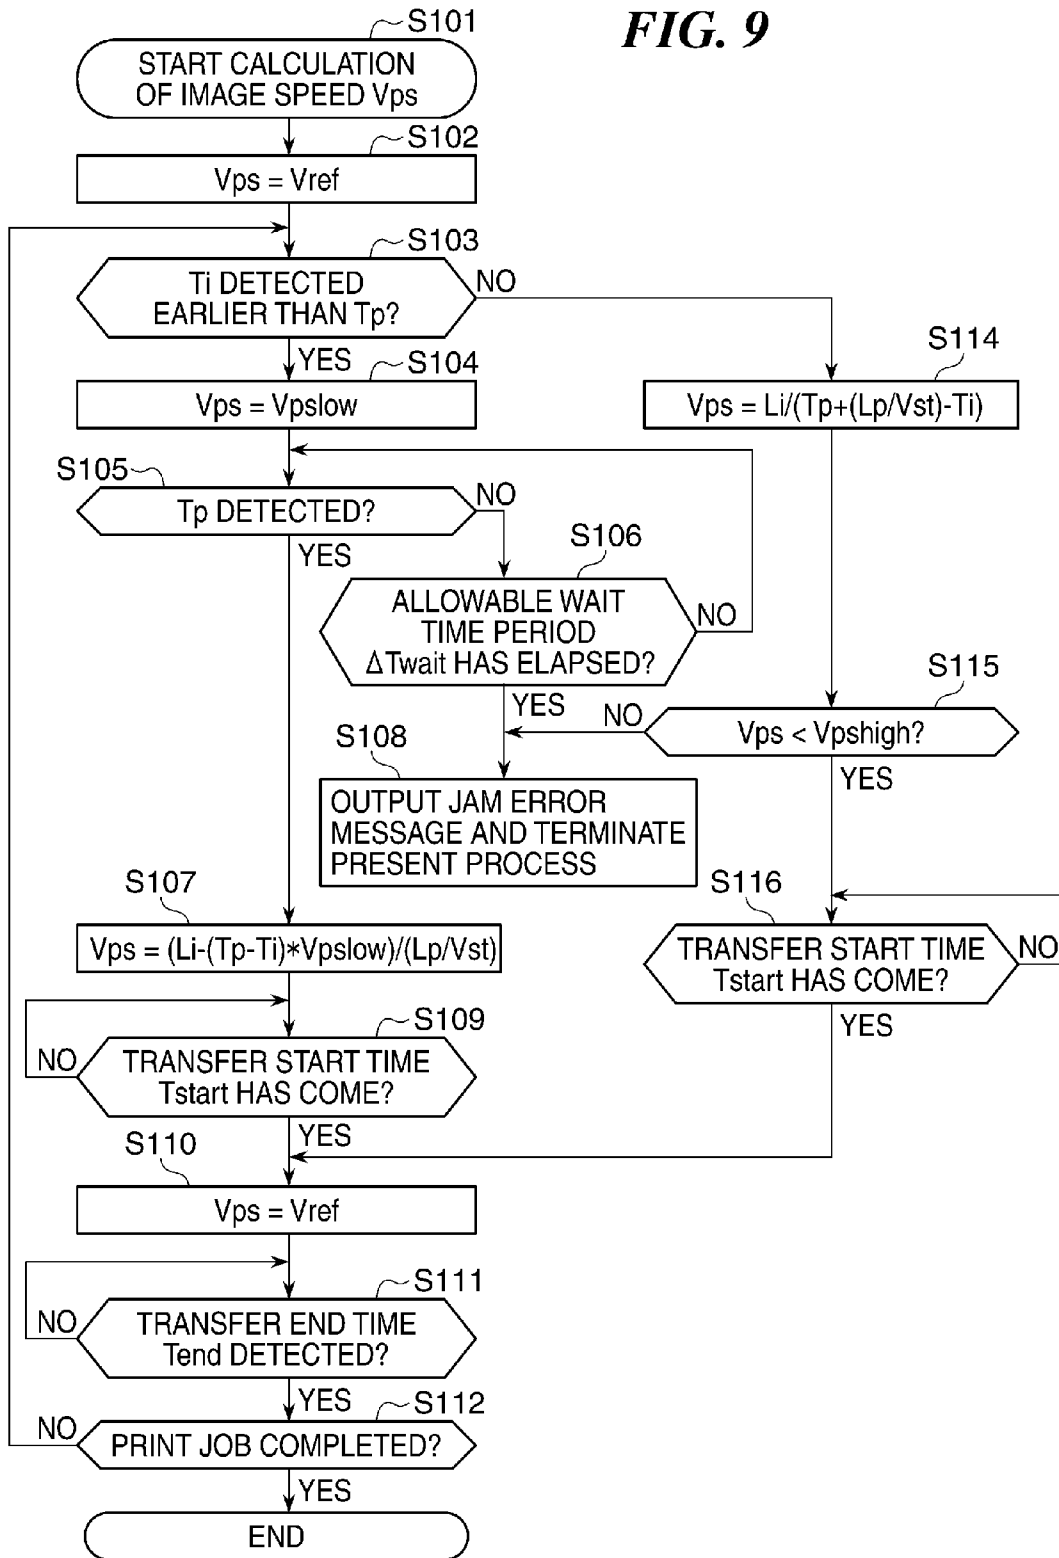 FIG. 9
S101
START CALCULATION
OF IMAGE SPEED Vps
S102
Vps = Vref
S103
Ti DETECTED
EARLIER THAN Tp?
NO
YES
S104
Vps = Vpslow
S114
Vps = Li/(Tp+(Lp/Vst)-Ti)
S105
Tp DETECTED?
NO
YES
S106
ALLOWABLE WAIT
TIME PERIOD
ΔTwait HAS ELAPSED?
NO
YES
S115
Vps < Vpshigh?
NO
YES
S108
OUTPUT JAM ERROR
MESSAGE AND TERMINATE
PRESENT PROCESS
S107
Vps = (Li-(Tp-Ti)*Vpslow)/(Lp/Vst)
S116
TRANSFER START TIME
Tstart HAS COME?
NO
YES
S109
TRANSFER START TIME
Tstart HAS COME?
NO
YES
S110
Vps = Vref
S111
TRANSFER END TIME
Tend DETECTED?
NO
YES
S112
PRINT JOB COMPLETED?
NO
YES
END